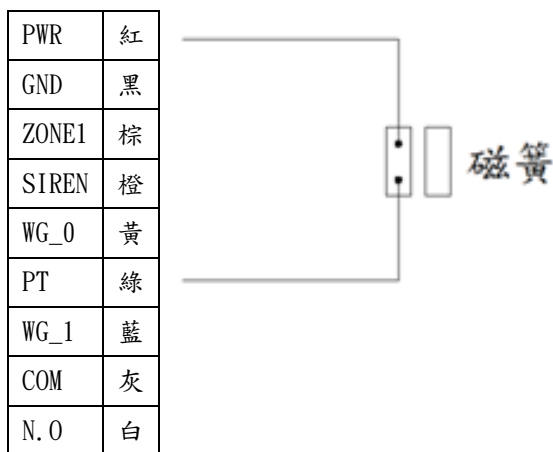 PWR 紅
GND 黑
ZONE1 棕
SIREN 橙
WG_0 黃
PT 綠
WG_1 藍
COM 灰
N.O 白
磁簧